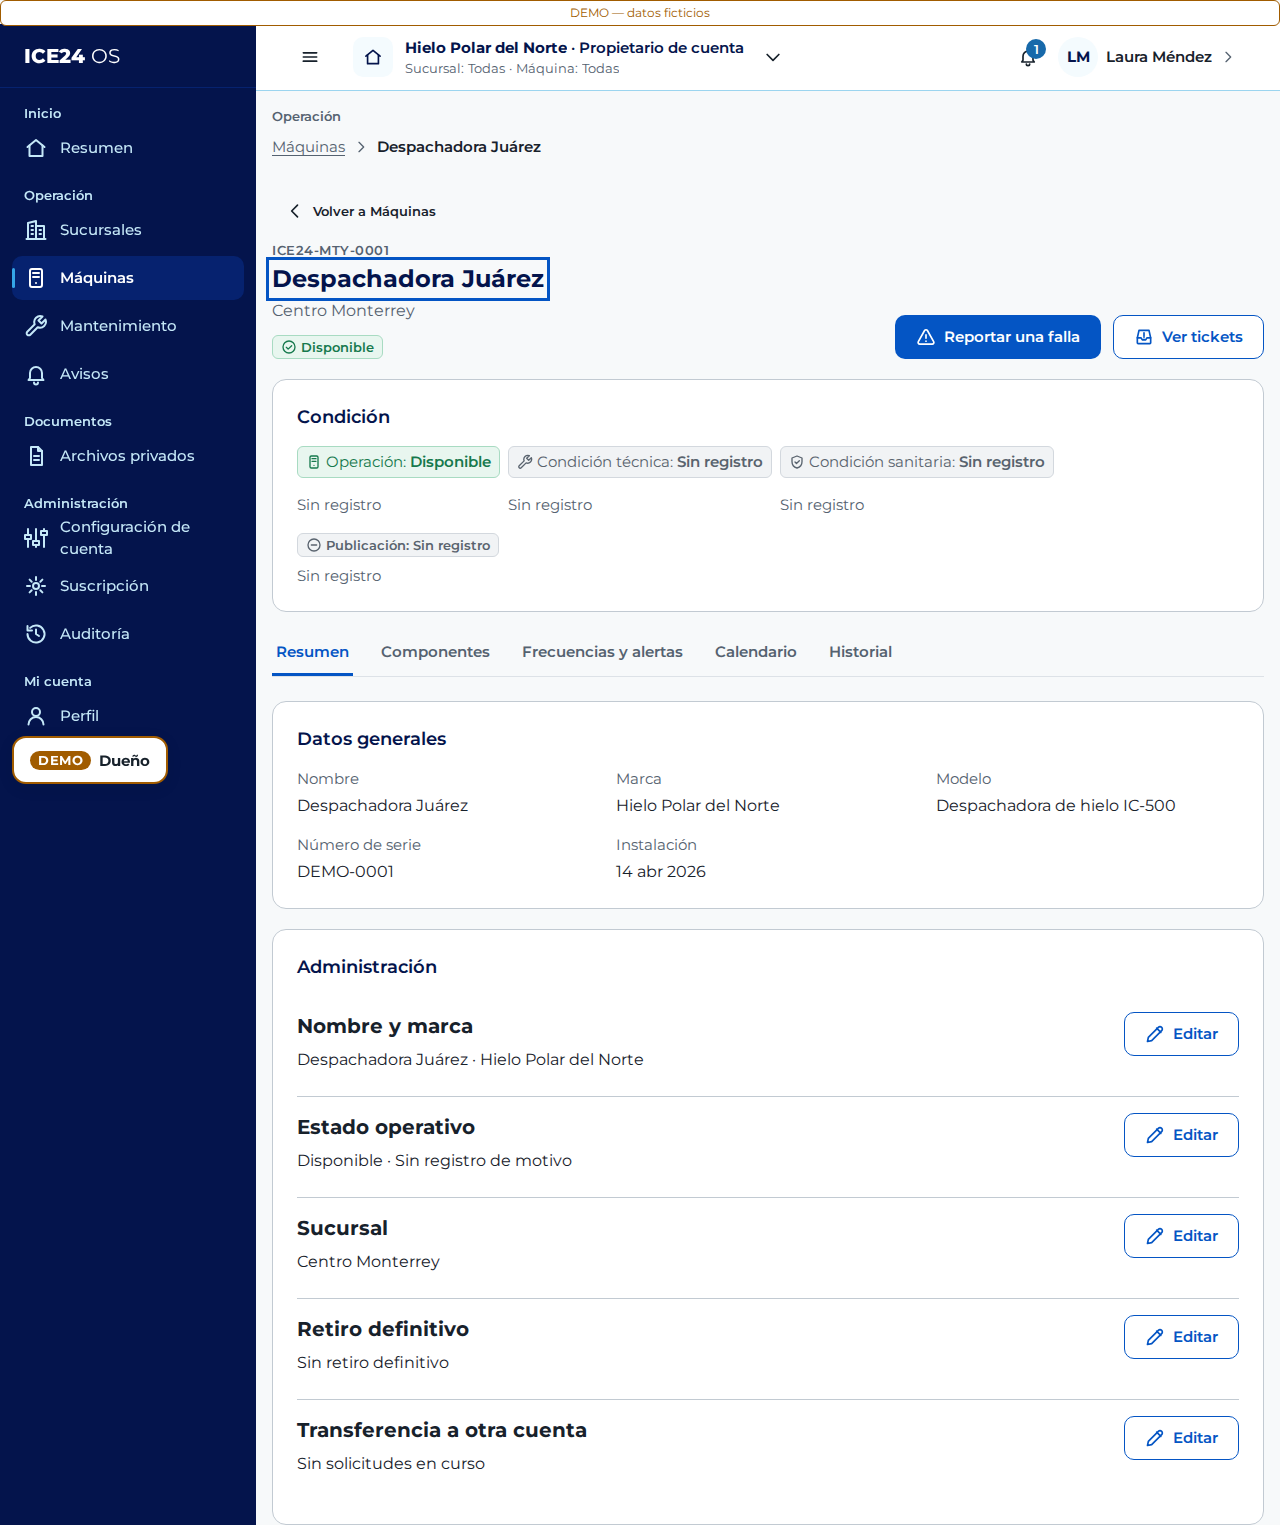 DEMO — datos ficticios
ICE24 OS
Hielo Polar del Norte · Propietario de cuenta
Sucursal: Todas · Máquina: Todas
1
LM
Laura Méndez
Inicio
Resumen
Operación
Sucursales
Máquinas
Mantenimiento
Avisos
Documentos
Archivos privados
Administración
Configuración de
cuenta
Suscripción
Auditoría
Mi cuenta
Perfil
DEMO Dueño
Operación
Máquinas > Despachadora Juárez
Volver a Máquinas
ICE24-MTY-0001
Despachadora Juárez
Centro Monterrey
Disponible
Reportar una falla
Ver tickets
Condición
Operación: Disponible
Condición técnica: Sin registro
Condición sanitaria: Sin registro
Sin registro
Sin registro
Sin registro
Publicación: Sin registro
Sin registro
Resumen
Componentes
Frecuencias y alertas
Calendario
Historial
Datos generales
Nombre
Despachadora Juárez
Marca
Hielo Polar del Norte
Modelo
Despachadora de hielo IC-500
Número de serie
DEMO-0001
Instalación
14 abr 2026
Administración
Nombre y marca
Despachadora Juárez · Hielo Polar del Norte
Editar
Estado operativo
Disponible · Sin registro de motivo
Editar
Sucursal
Centro Monterrey
Editar
Retiro definitivo
Sin retiro definitivo
Editar
Transferencia a otra cuenta
Sin solicitudes en curso
Editar